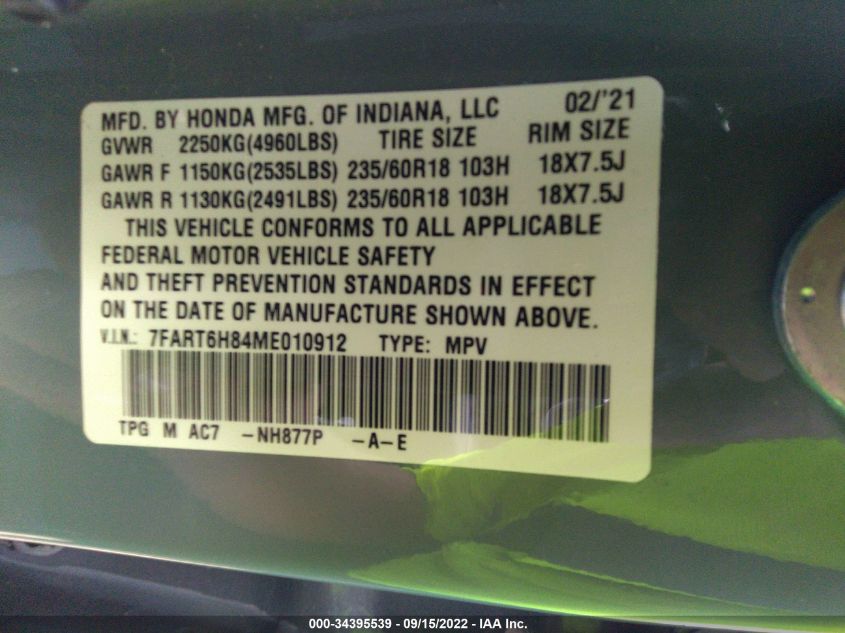 MFD. BY HONDA MFG. OF INDIANA, LLC 02/'21
GVWR 2250KG(4960LBS) TIRE SIZE RIM SIZE
GAWR F 1150KG(2535LBS) 235/60R18 103H 18X7.5J
GAWR R 1130KG(2491LBS) 235/60R18 103H 18X7.5J
THIS VEHICLE CONFORMS TO ALL APPLICABLE
FEDERAL MOTOR VEHICLE SAFETY
AND THEFT PREVENTION STANDARDS IN EFFECT
ON THE DATE OF MANUFACTURE SHOWN ABOVE.
V.I.N.: 7FART6H84ME010912 TYPE: MPV
TPG M AC7 -NH877P -A-E
000-34395539 - 09/15/2022 - IAA Inc.